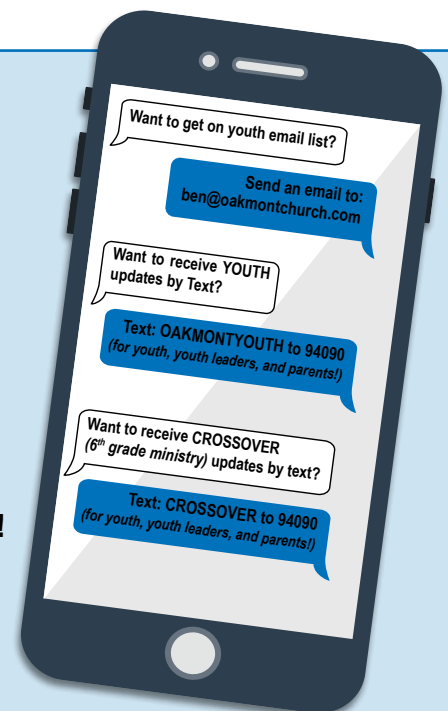 Want to get on youth email list?
Send an email to:
ben@oakmontchurch.com
Want to receive YOUTH
updates by Text?
Text: OAKMONTYOUTH to 94090
(for youth, youth leaders, and parents!)
Want to receive CROSSOVER
(6th grade ministry) updates by text?
!
Text: CROSSOVER to 94090
(for youth, youth leaders, and parents!)